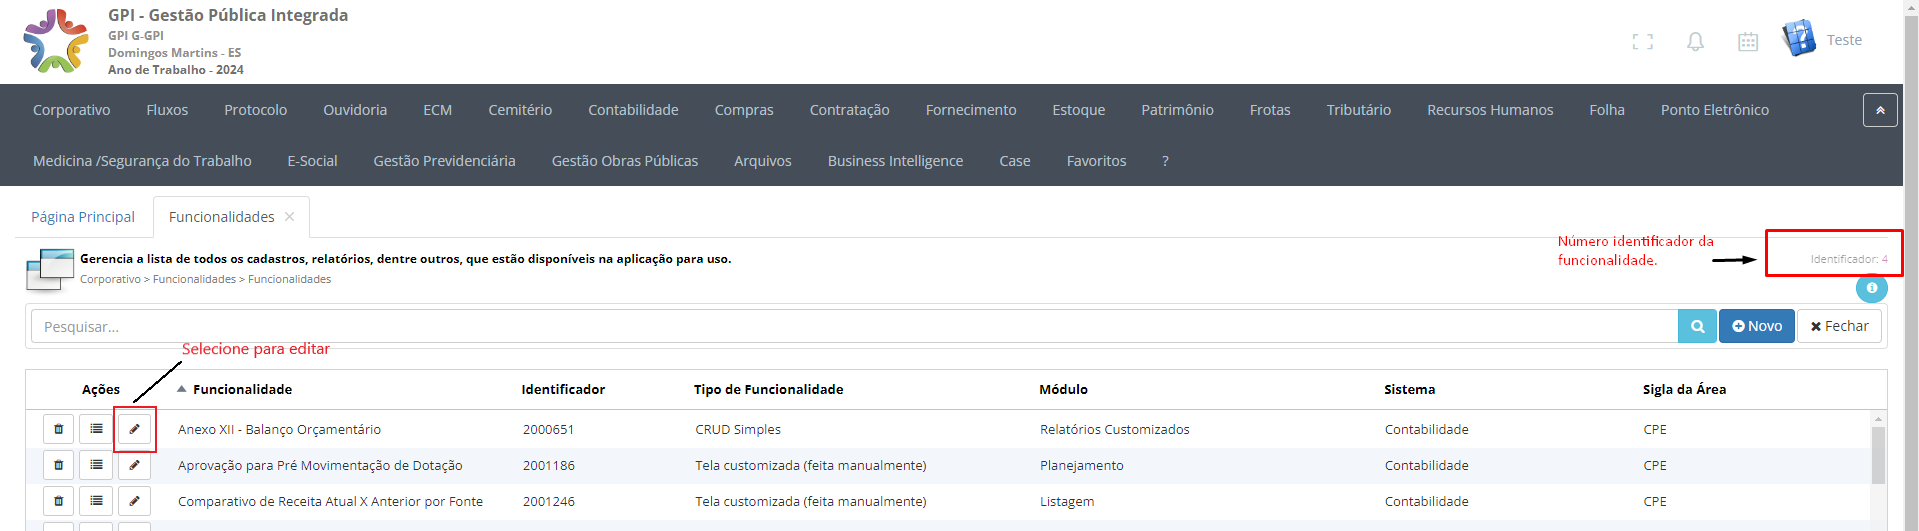 GPI - Gestão Pública Integrada
GPI G-GPI
Domingos Martins - ES
Ano de Trabalho - 2024
Teste
Corporativo Fluxos Protocolo Ouvidoria ECM Cemitério Contabilidade Compras Contratação Fornecimento Estoque Patrimônio Frotas Tributário Recursos Humanos Folha Ponto Eletrônico
Medicina /Segurança do Trabalho E-Social Gestão Previdenciária Gestão Obras Públicas Arquivos Business Intelligence Case Favoritos ?
Página Principal Funcionalidades
Número identificador da
funcionalidade.
Gerencia a lista de todos os cadastros, relatórios, dentre outros, que estão disponíveis na aplicação para uso.
Identificador: 4
Corporativo > Funcionalidades > Funcionalidades
Pesquisar... Novo Fechar
Selecione para editar
Ações Funcionalidade Identificador Tipo de Funcionalidade Módulo Sistema Sigla da Área
Anexo XII - Balanço Orçamentário 2000651 CRUD Simples Relatórios Customizados Contabilidade CPE
Aprovação para Pré Movimentação de Dotação 2001186 Tela customizada (feita manualmente) Planejamento Contabilidade CPE
Comparativo de Receita Atual X Anterior por Fonte 2001246 Tela customizada (feita manualmente) Listagem Contabilidade CPE